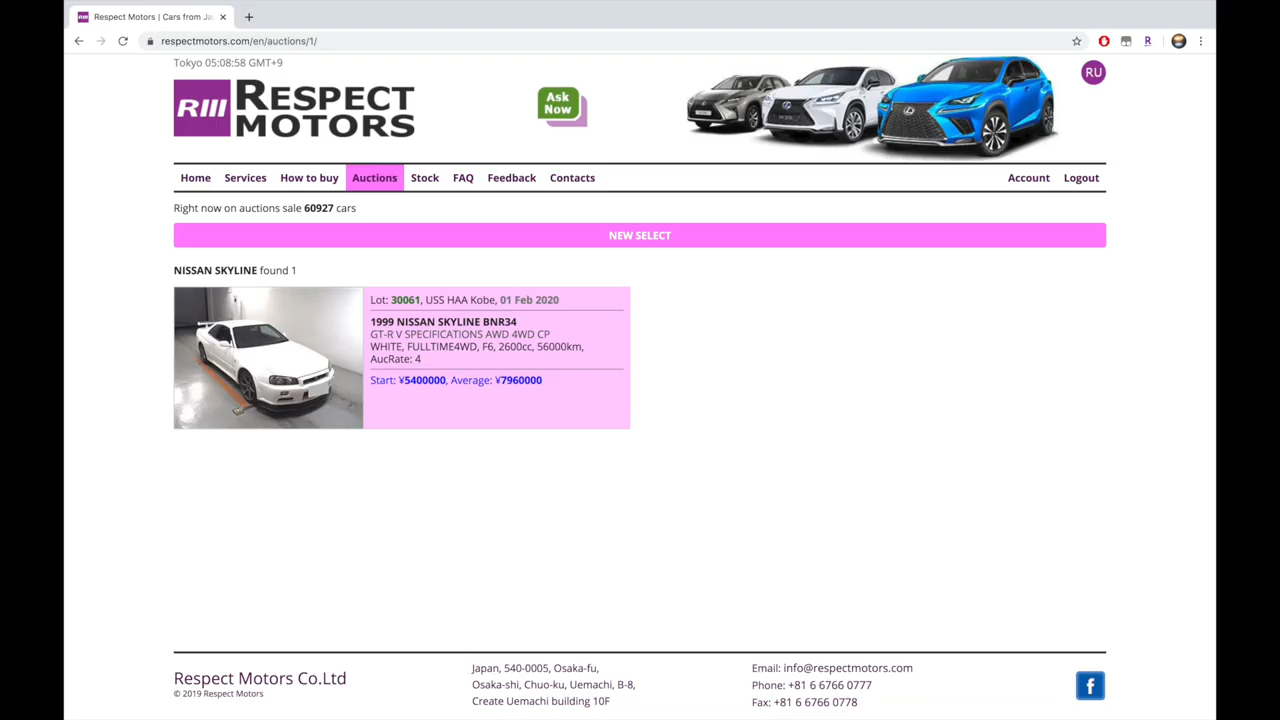 Respect Motors | Cars from Ja
respectmotors.com/en/auctions/1/
Tokyo 05:08:58 GMT+9
RM RESPECT MOTORS
Ask Now
RU
Home Services How to buy Auctions Stock FAQ Feedback Contacts Account Logout
Right now on auctions sale 60927 cars
NEW SELECT
NISSAN SKYLINE found 1
Lot: 30061, USS HAA Kobe, 01 Feb 2020
1999 NISSAN SKYLINE BNR34
GT-R V SPECIFICATIONS AWD 4WD CP
WHITE, FULLTIME4WD, F6, 2600cc, 56000km,
AucRate: 4
Start: ¥5400000, Average: ¥7960000
Respect Motors Co.Ltd
© 2019 Respect Motors
Japan, 540-0005, Osaka-fu,
Osaka-shi, Chuo-ku, Uemachi, B-8,
Create Uemachi building 10F
Email: info@respectmotors.com
Phone: +81 6 6766 0777
Fax: +81 6 6766 0778